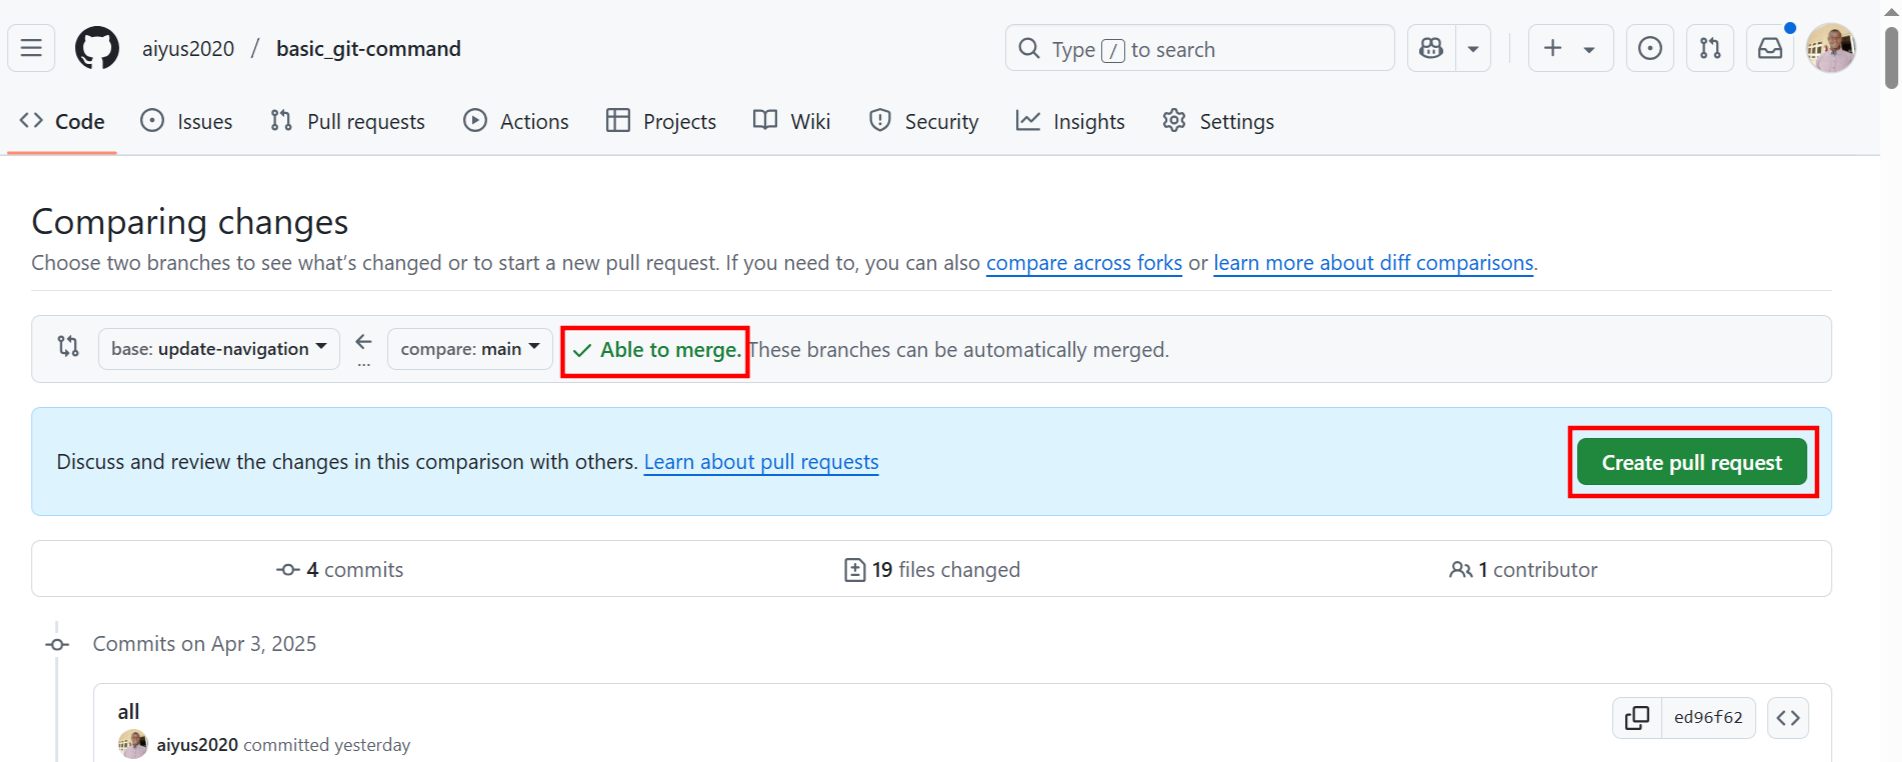 aiyus2020 / basic_git-command
Type / to search
Code Issues Pull requests Actions Projects Wiki Security Insights Settings
Comparing changes
Choose two branches to see what's changed or to start a new pull request. If you need to, you can also compare across forks or learn more about diff comparisons.
base: update-navigation ← ... compare: main ✓ Able to merge. These branches can be automatically merged.
Discuss and review the changes in this comparison with others. Learn about pull requests
Create pull request
4 commits 19 files changed 1 contributor
Commits on Apr 3, 2025
all
ed96f62
aiyus2020 committed yesterday